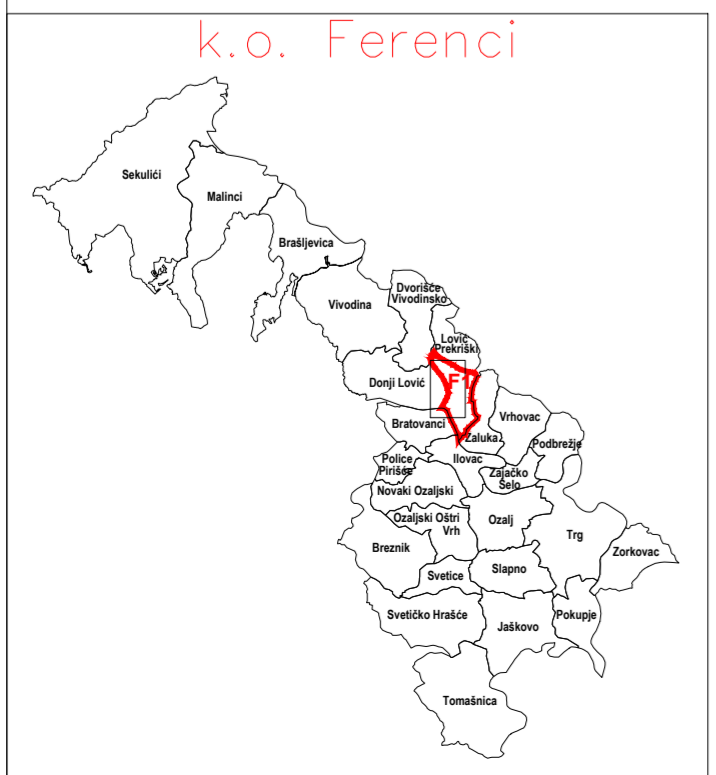 k.o. Ferenci
Sekulići
Malinci
Brašljevica
Dvorišće
Vivodinsko
Vivodina
Lović
Prekriški
Donji Lović
F1
Bratovanci
Vrhovac
Zaluka
Podbrežje
Police
Pirišće
Ilovac
Zajačko
Selo
Novaki Ozaljski
Ozaljski Oštri
Vrh
Ozalj
Breznik
Trg
Zorkovac
Svetice
Slapno
Svetičko Hrašće
Jaškovo
Pokupje
Tomašnica